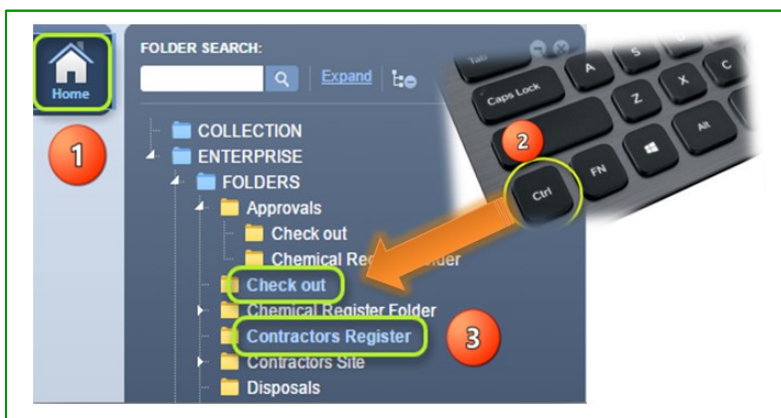 Home
1
FOLDER SEARCH:
Expand
COLLECTION
ENTERPRISE
FOLDERS
Approvals
Check out
Check out
Chemical Register Folder
Contractors Register
Contractors Site
Disposals
3
2
Tab
Caps Lock
A
S
Z
X
C
Ctrl
FN
Alt